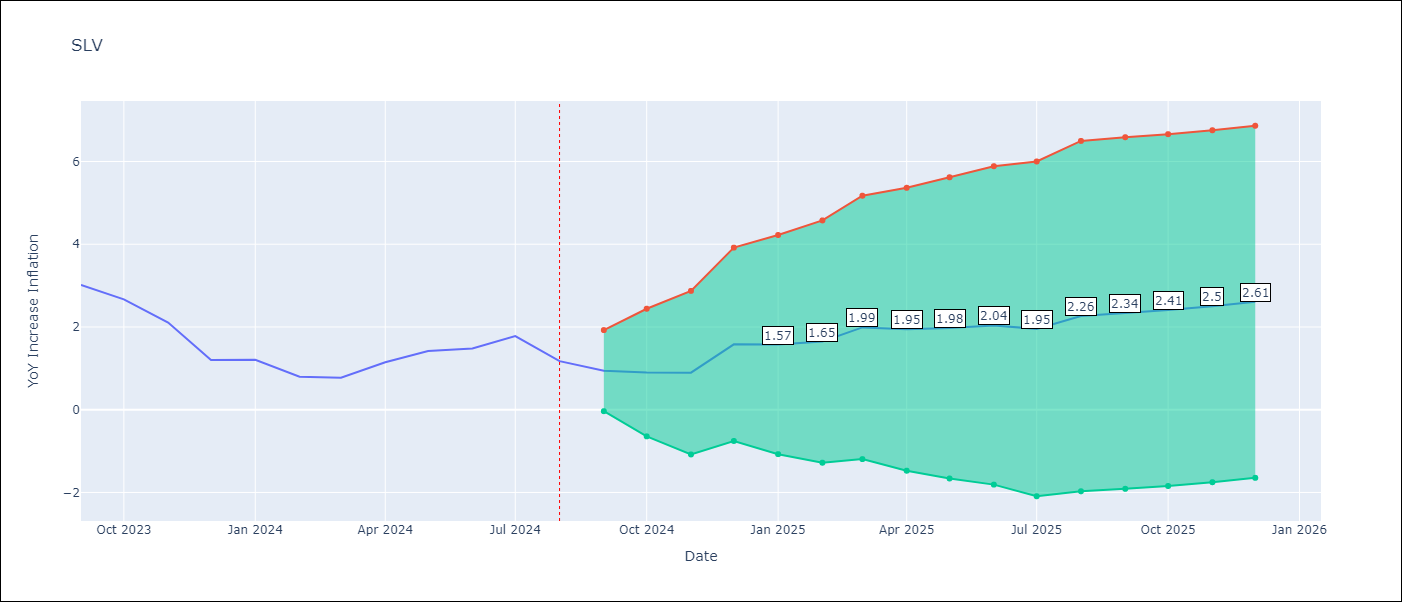 SLV
YoY Increase Inflation
6
4
2
0
−2
1.57
1.65
1.99
1.95
1.98
2.04
1.95
2.26
2.34
2.41
2.5
2.61
Oct 2023
Jan 2024
Apr 2024
Jul 2024
Oct 2024
Jan 2025
Apr 2025
Jul 2025
Oct 2025
Jan 2026
Date